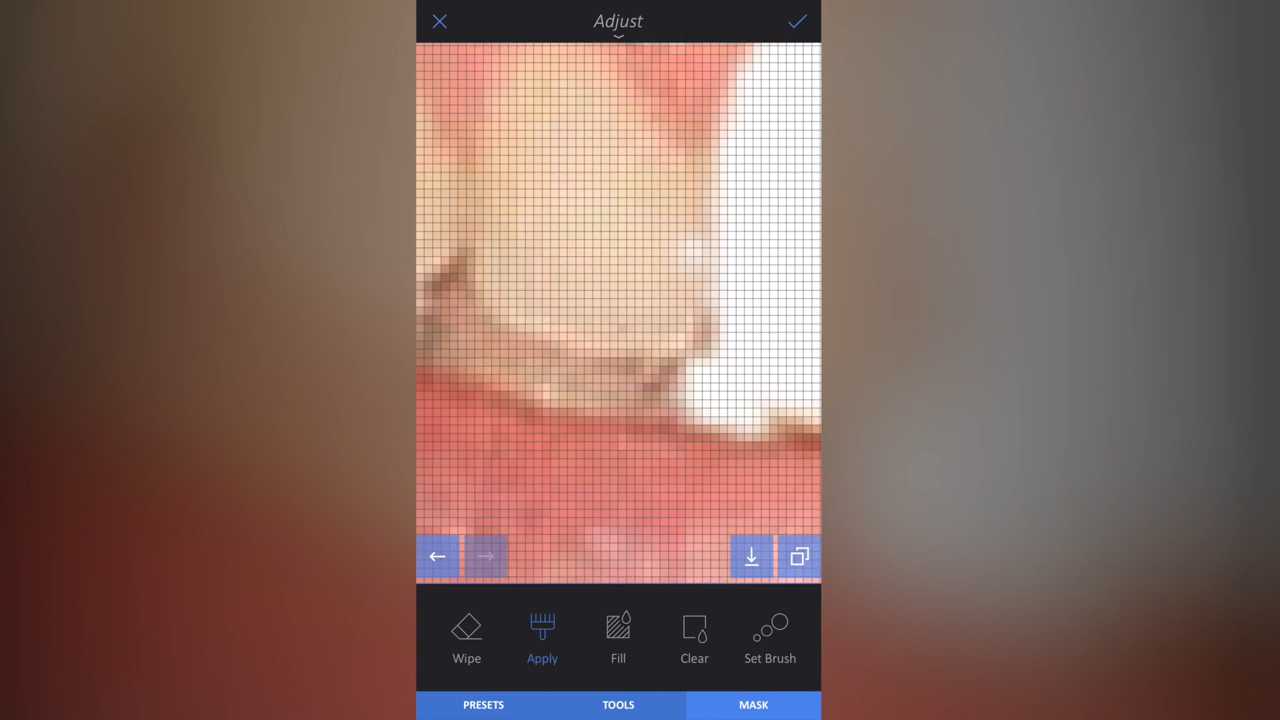 Adjust
Wipe
Apply
Fill
Clear
Set Brush
PRESETS
TOOLS
MASK